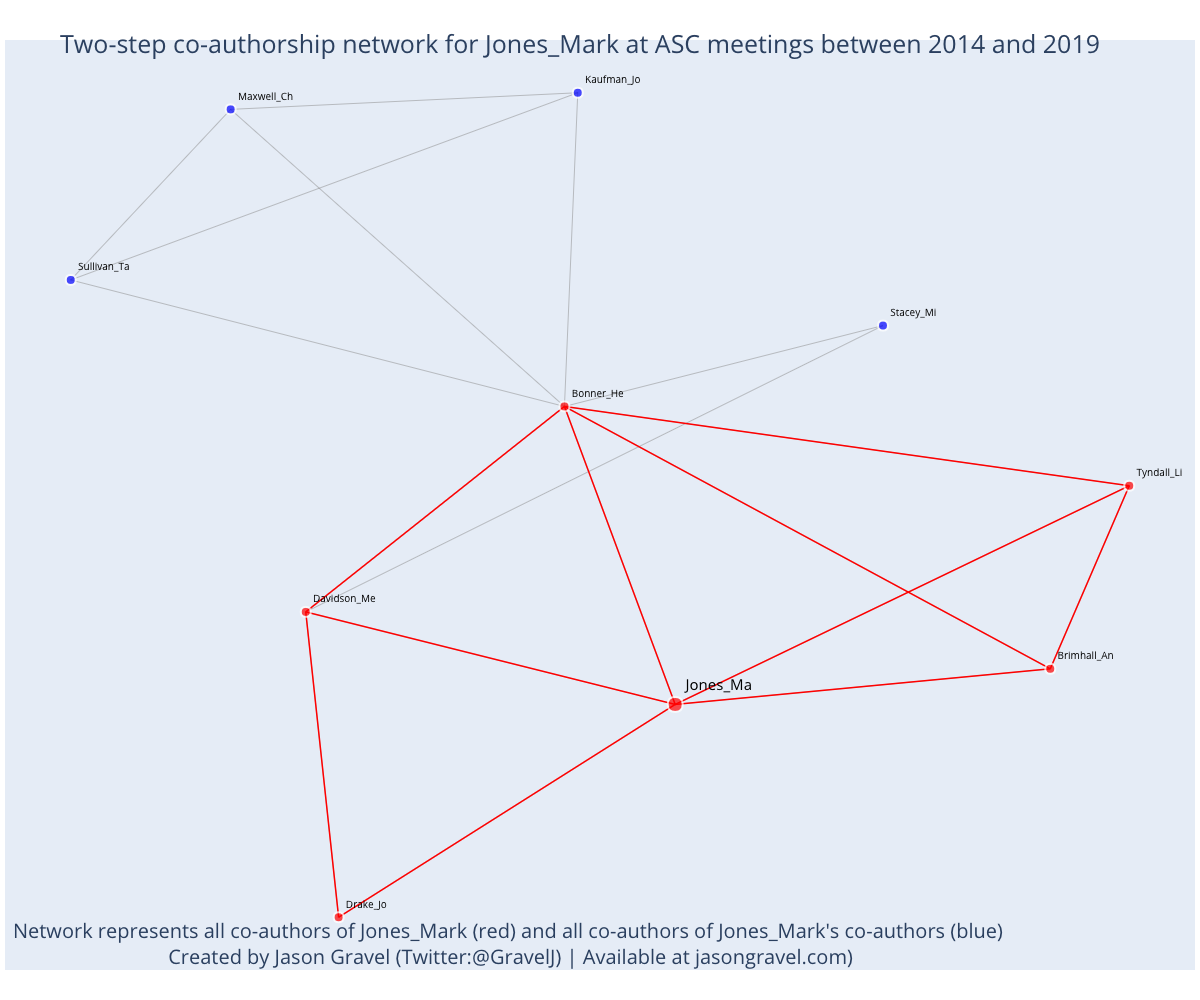 Two-step co-authorship network for Jones_Mark at ASC meetings between 2014 and 2019
Kaufman_Jo
Maxwell_Ch
Sullivan_Ta
Stacey_Mi
Bonner_He
Tyndall_Li
Davidson_Me
Brimhall_An
Jones_Ma
Drake_Jo
Network represents all co-authors of Jones_Mark (red) and all co-authors of Jones_Mark's co-authors (blue)
Created by Jason Gravel (Twitter:@GravelJ) | Available at jasongravel.com)